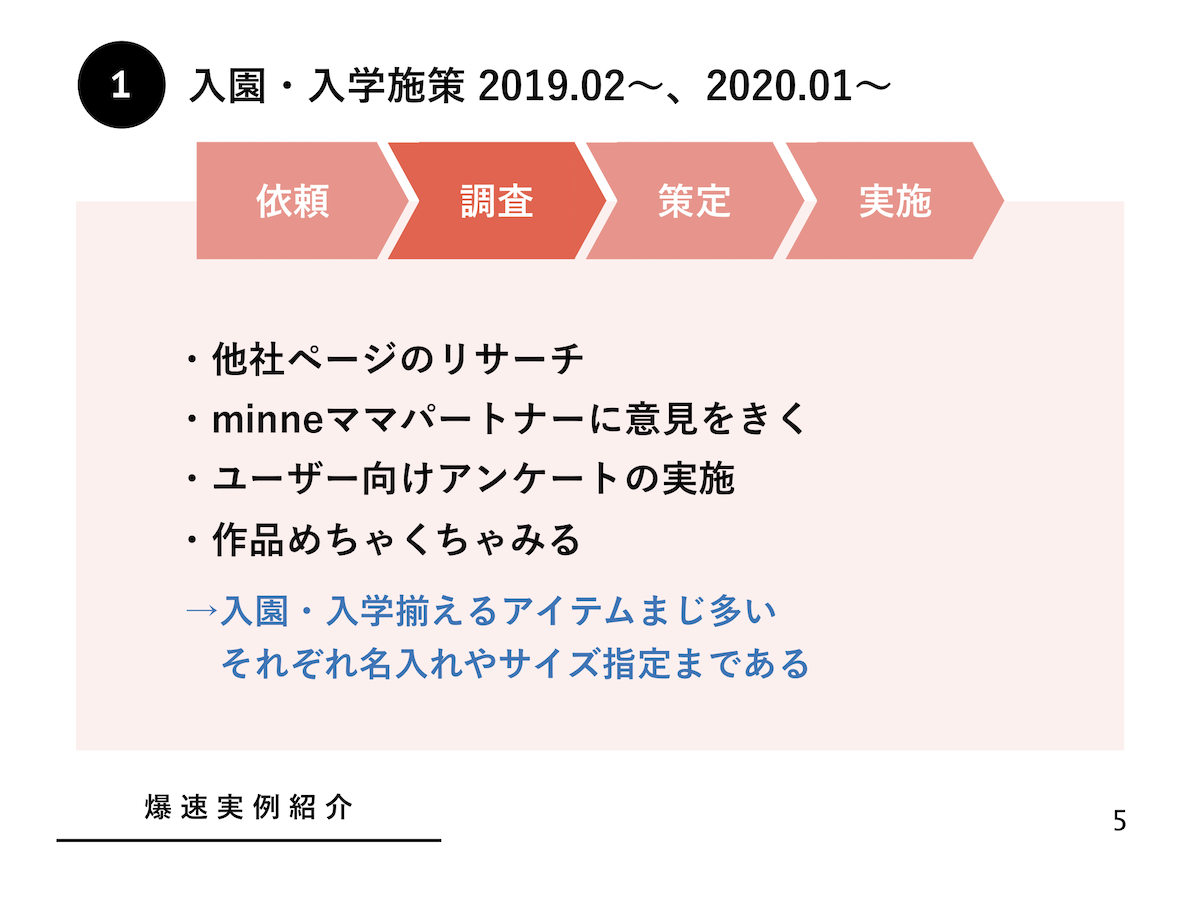 1
入園・入学施策 2019.02〜、2020.01〜
依頼
調査
策定
実施
・他社ページのリサーチ
・minneママパートナーに意見をきく
・ユーザー向けアンケートの実施
・作品めちゃくちゃみる
→入園・入学揃えるアイテムまじ多い
それぞれ名入れやサイズ指定まである
爆速実例紹介
5